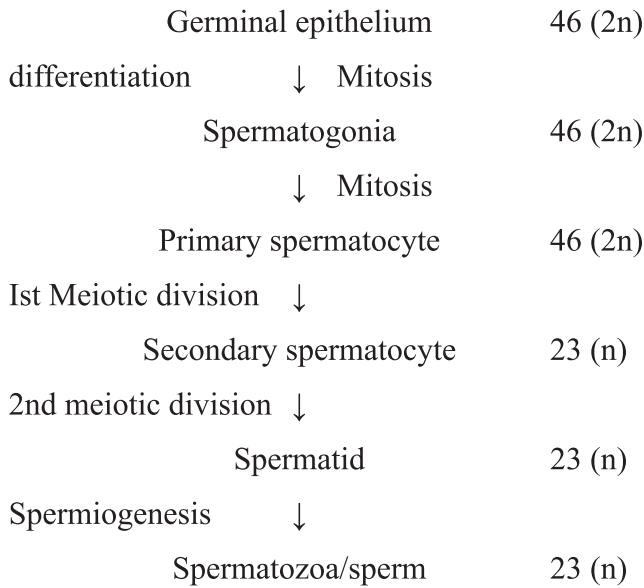 Germinal epithelium 46 (2n)
differentiation ↓ Mitosis
Spermatogonia 46 (2n)
↓ Mitosis
Primary spermatocyte 46 (2n)
Ist Meiotic division ↓
Secondary spermatocyte 23 (n)
2nd meiotic division ↓
Spermatid 23 (n)
Spermiogenesis ↓
Spermatozoa/sperm 23 (n)